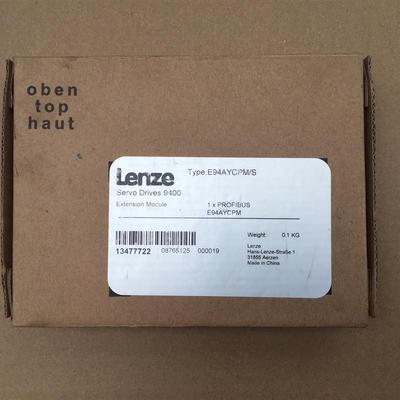 oben
top
haut
Lenze
Type:E94AYCPM/S
Servo Drives 9400
Extension Module
1 x PROFIBUS
E94AYCPM
Weight: 0.1 KG
13477722 08765125 000019
Lenze
Hans-Lenze-Straße 1
31855 Aerzen
Made in China